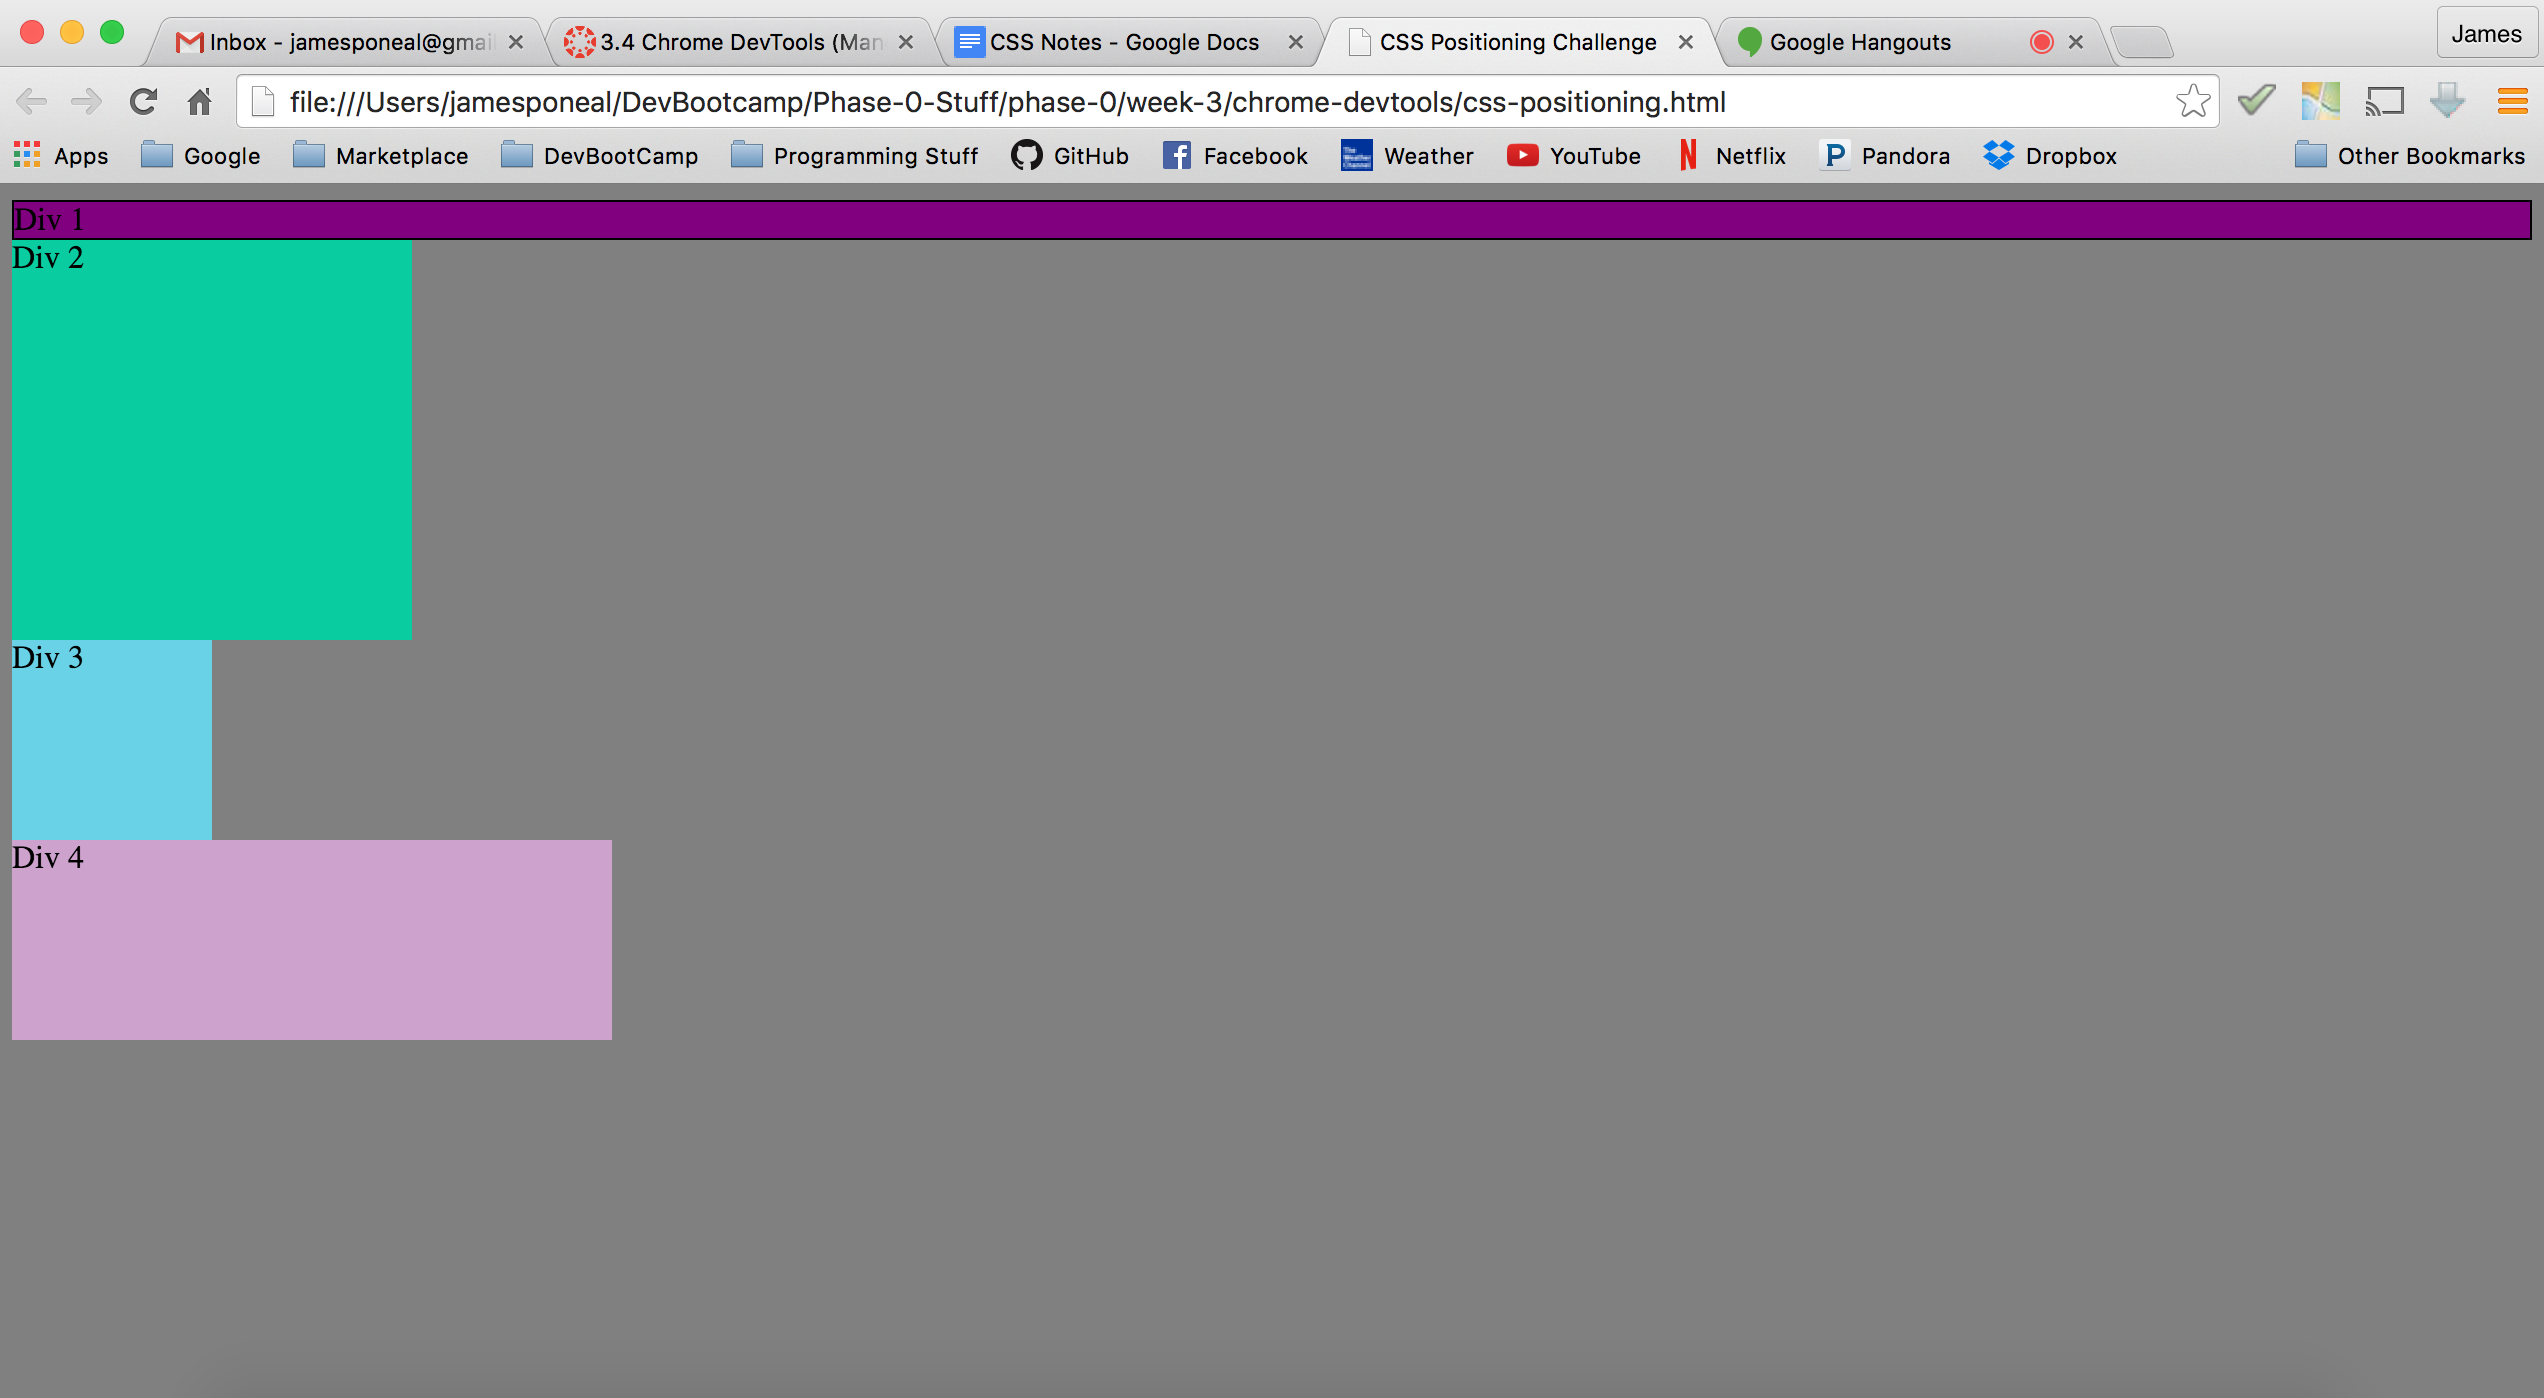 Inbox - jamesponeal@gmail
3.4 Chrome DevTools (Man
CSS Notes - Google Docs
CSS Positioning Challenge
Google Hangouts
James
file:///Users/jamesponeal/DevBootcamp/Phase-0-Stuff/phase-0/week-3/chrome-devtools/css-positioning.html
Apps
Google
Marketplace
DevBootCamp
Programming Stuff
GitHub
Facebook
Weather
YouTube
Netflix
Pandora
Dropbox
Other Bookmarks
Div 1
Div 2
Div 3
Div 4